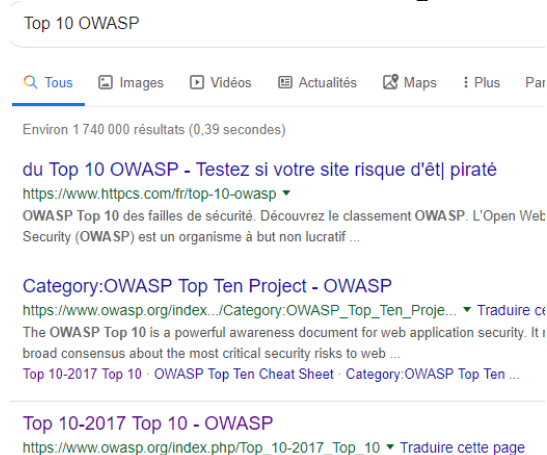 Top 10 OWASP
Tous Images Vidéos Actualités Maps Plus Par
Environ 1 740 000 résultats (0,39 secondes)
du Top 10 OWASP - Testez si votre site risque d'êt| piraté
https://www.httpcs.com/fr/top-10-owasp
OWASP Top 10 des failles de sécurité. Découvrez le classement OWASP. L'Open Web
Security (OWASP) est un organisme à but non lucratif ...
Category:OWASP Top Ten Project - OWASP
https://www.owasp.org/index.../Category:OWASP_Top_Ten_Proje... Traduire ce
The OWASP Top 10 is a powerful awareness document for web application security. It r
broad consensus about the most critical security risks to web ...
Top 10-2017 Top 10 · OWASP Top Ten Cheat Sheet · Category:OWASP Top Ten ...
Top 10-2017 Top 10 - OWASP
https://www.owasp.org/index.php/Top_10-2017_Top_10 Traduire cette page